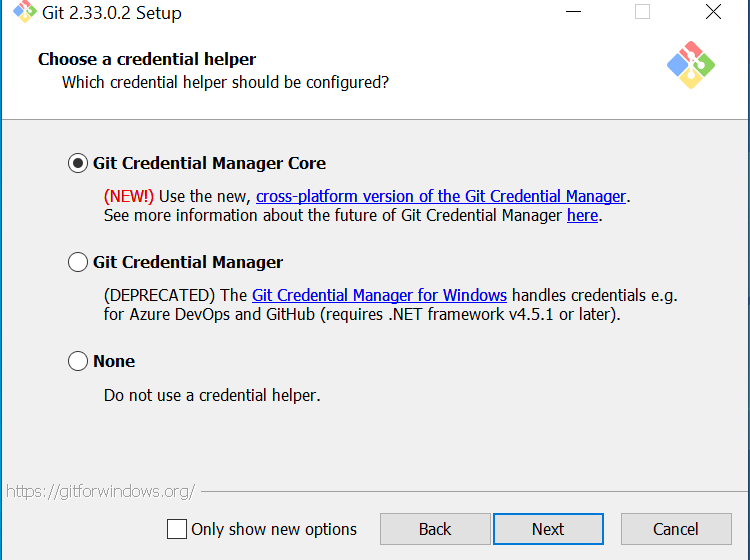 Git 2.33.0.2 Setup
Choose a credential helper
Which credential helper should be configured?
Git Credential Manager Core
(NEW!) Use the new, cross-platform version of the Git Credential Manager.
See more information about the future of Git Credential Manager here.
Git Credential Manager
(DEPRECATED) The Git Credential Manager for Windows handles credentials e.g.
for Azure DevOps and GitHub (requires .NET framework v4.5.1 or later).
None
Do not use a credential helper.
https://gitforwindows.org/
Only show new options
Back
Next
Cancel